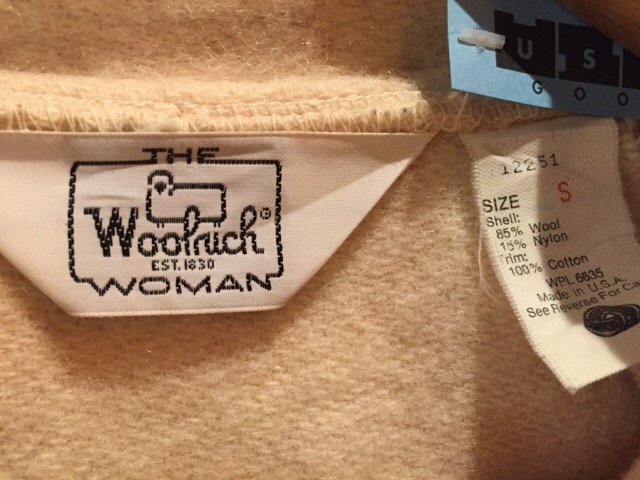 THE
Woolrich®
EST. 1830
WOMAN
U.S
GOO
12251
SIZE S
Shell:
85% Wool
15% Nylon
Trim:
100% Cotton
WPL 6635
Made in U.S.A.
See Reverse For Ca